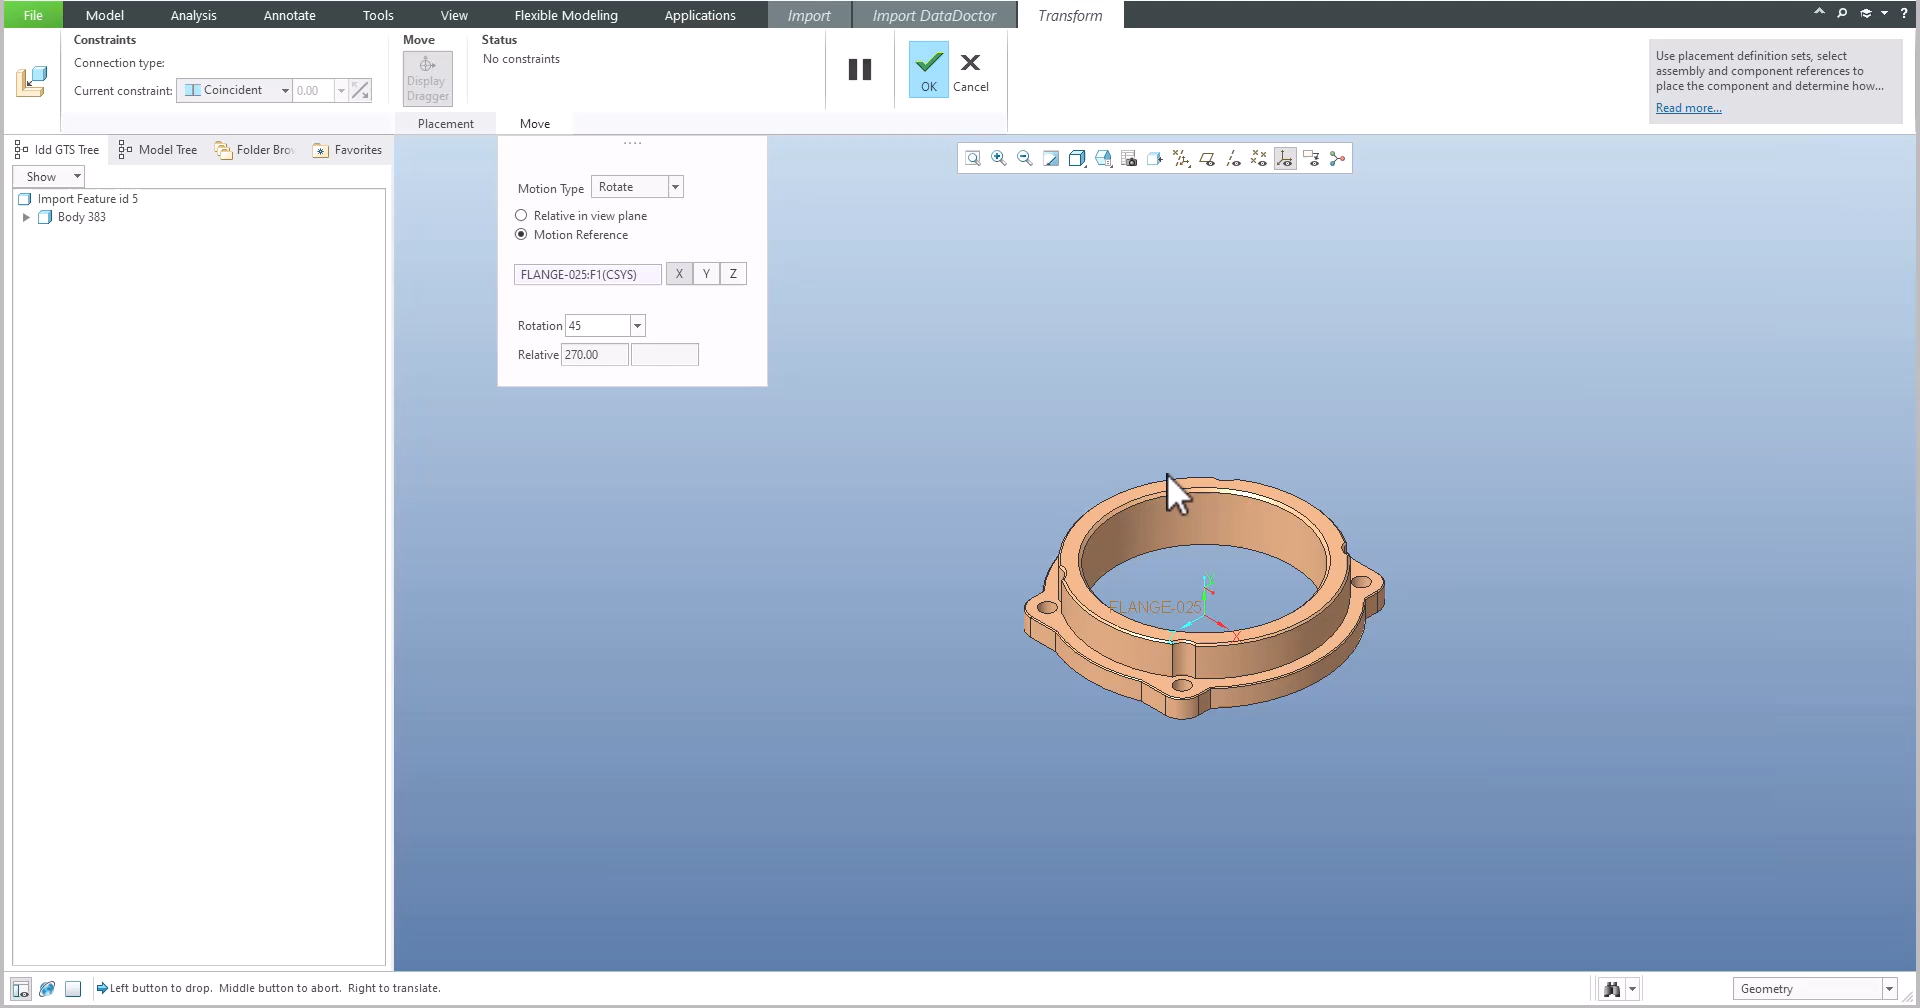 File Model Analysis Annotate Tools View Flexible Modeling Applications Import Import DataDoctor Transform
Constraints
Connection type:
Current constraint: Coincident 0.00
Move
Display
Dragger
Status
No constraints
OK
Cancel
Use placement definition sets, select
assembly and component references to
place the component and determine how...
Read more...
Placement Move
Idd GTS Tree Model Tree Folder Bro Favorites
Show
Import Feature id 5
Body 383
Motion Type Rotate
Relative in view plane
Motion Reference
FLANGE-025:F1(CSYS) X Y Z
Rotation 45
Relative 270.00
FLANGE-025
X
Left button to drop. Middle button to abort. Right to translate.
Geometry